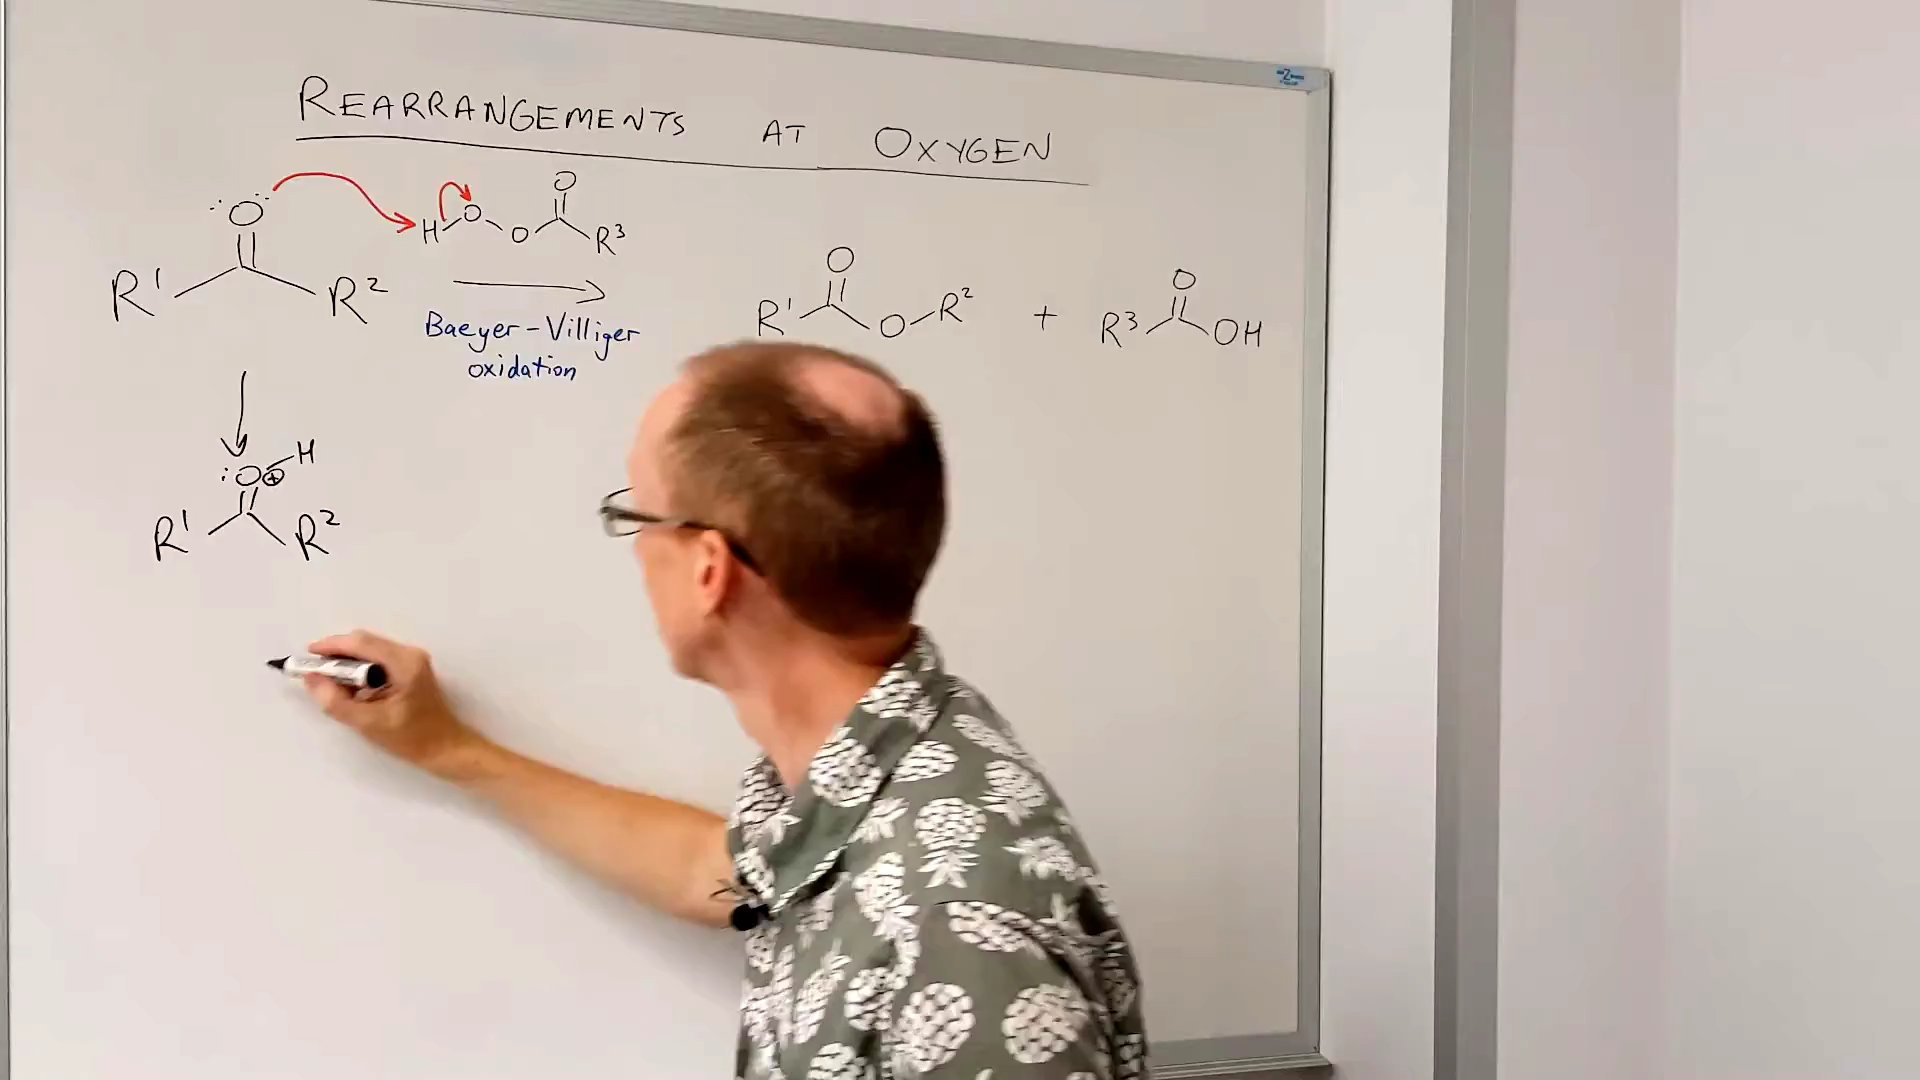 REARRANGEMENTS AT OXYGEN
O
H O O O R³
R¹ R²
Baeyer-Villiger
oxidation
O
R¹ O R²
+
O
R³ OH
:O⊕ H
R¹ R²